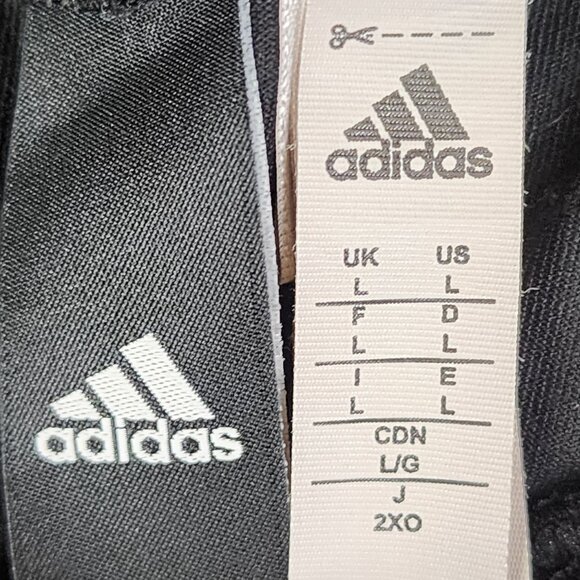 adidas
adidas
UK US
L L
F D
L L
I E
L L
CDN
L/G
J
2XO